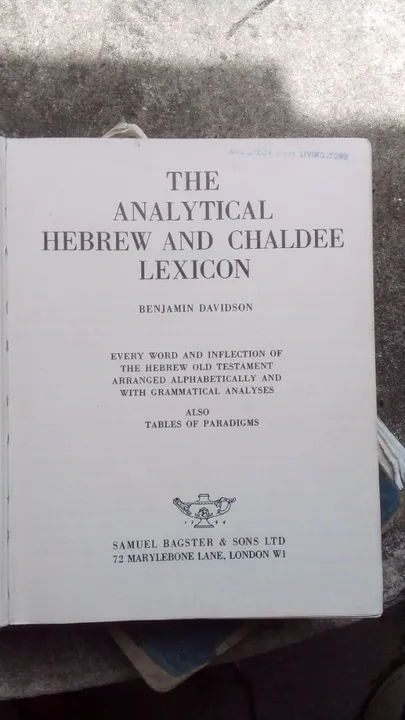 THE
ANALYTICAL
HEBREW AND CHALDEE
LEXICON
BENJAMIN DAVIDSON
EVERY WORD AND INFLECTION OF
THE HEBREW OLD TESTAMENT
ARRANGED ALPHABETICALLY AND
WITH GRAMMATICAL ANALYSES
ALSO
TABLES OF PARADIGMS
1794
SAMUEL BAGSTER & SONS LTD
72 MARYLEBONE LANE, LONDON W1